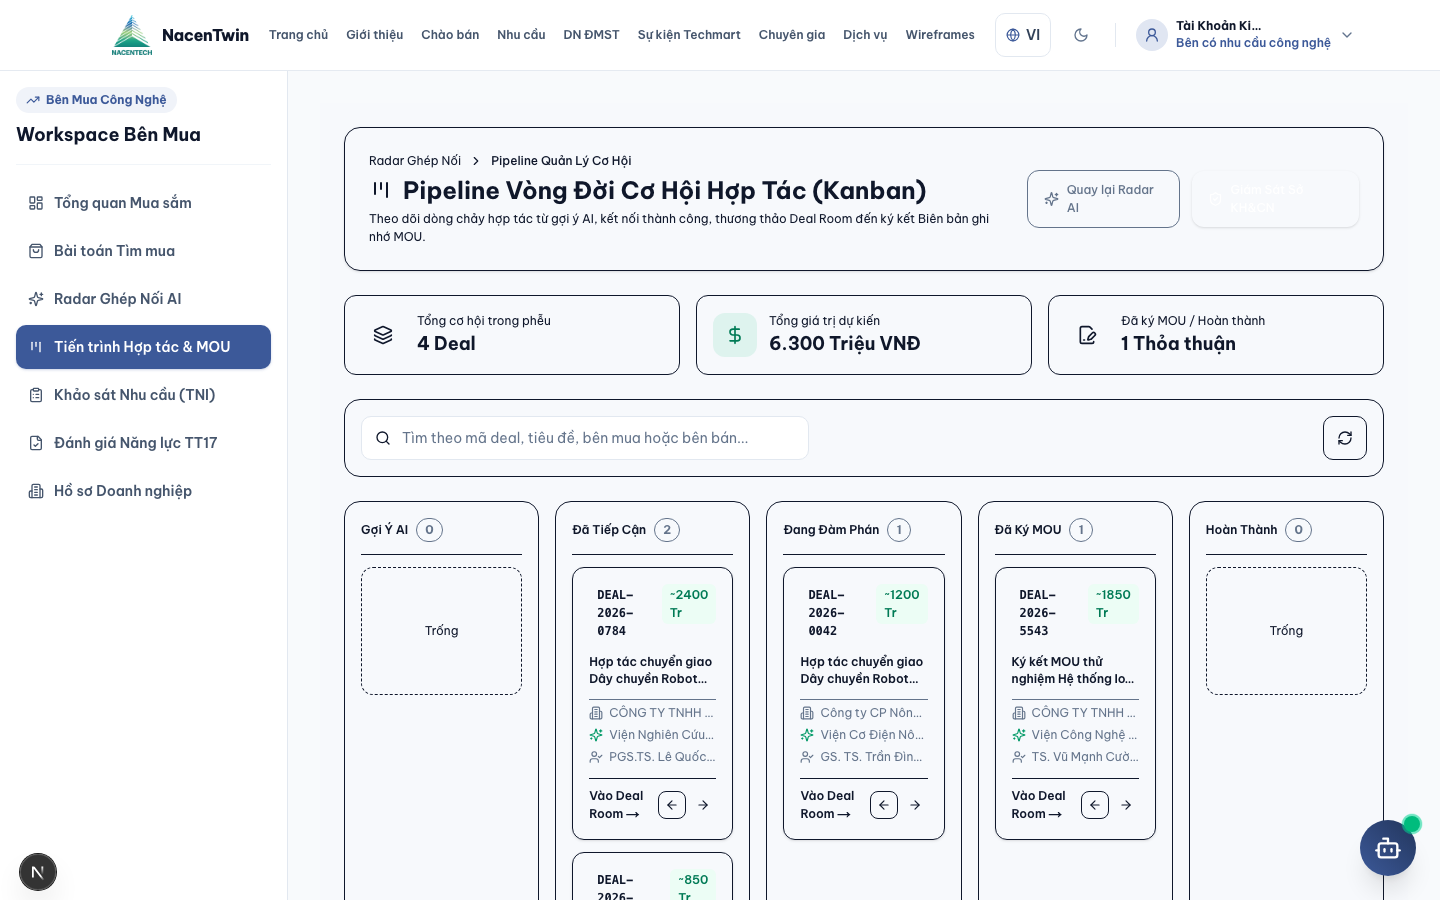 NACENTECH
NacenTwin
Trang chủ
Giới thiệu
Chào bán
Nhu cầu
DN ĐMST
Sự kiện Techmart
Chuyên gia
Dịch vụ
Wireframes
VI
Tài Khoản Ki...
Bên có nhu cầu công nghệ
Bên Mua Công Nghệ
Workspace Bên Mua
Tổng quan Mua sắm
Bài toán Tìm mua
Radar Ghép Nối AI
Tiến trình Hợp tác & MOU
Khảo sát Nhu cầu (TNI)
Đánh giá Năng lực TT17
Hồ sơ Doanh nghiệp
N
Radar Ghép Nối
Pipeline Quản Lý Cơ Hội
Pipeline Vòng Đời Cơ Hội Hợp Tác (Kanban)
Theo dõi dòng chảy hợp tác từ gợi ý AI, kết nối thành công, thương thảo Deal Room đến ký kết Biên bản ghi
nhớ MOU.
Quay lại Radar
AI
Tổng cơ hội trong phễu
4 Deal
Tổng giá trị dự kiến
6.300 Triệu VNĐ
Đã ký MOU / Hoàn thành
1 Thỏa thuận
Tìm theo mã deal, tiêu đề, bên mua hoặc bên bán...
Gợi Ý AI
0
Trống
Đã Tiếp Cận
2
DEAL-
2026-
0784
~2400
Tr
Hợp tác chuyển giao
Dây chuyền Robot...
CÔNG TY TNHH ...
Viện Nghiên Cứu...
PGS.TS. Lê Quốc...
Vào Deal
Room →
DEAL-
2026-
~850
Tr
Đang Đàm Phán
1
DEAL-
2026-
0042
~1200
Tr
Hợp tác chuyển giao
Dây chuyền Robot...
Công ty CP Nôn...
Viện Cơ Điện Nô...
GS. TS. Trần Đìn...
Vào Deal
Room →
Đã Ký MOU
1
DEAL-
2026-
5543
~1850
Tr
Ký kết MOU thử
nghiệm Hệ thống lo...
CÔNG TY TNHH ...
Viện Công Nghệ ...
TS. Vũ Mạnh Cườ...
Vào Deal
Room →
Hoàn Thành
0
Trống